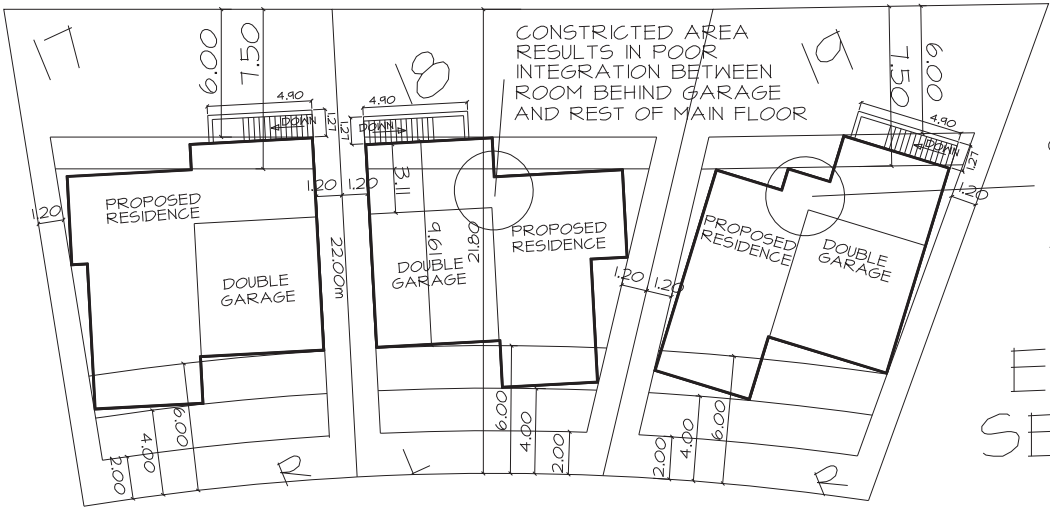 17
6.00
7.50
18
CONSTRICTED AREA
RESULTS IN POOR
INTEGRATION BETWEEN
ROOM BEHIND GARAGE
AND REST OF MAIN FLOOR
19
7.50
6.00
4.90
DOWN
1.27
4.90
DOWN
1.27
4.90
DOWN
1.27
1.20
PROPOSED
RESIDENCE
DOUBLE
GARAGE
1.20
1.20
22.00m
3.11
9.61
21.80
DOUBLE
GARAGE
PROPOSED
RESIDENCE
1.20
1.20
PROPOSED
RESIDENCE
DOUBLE
GARAGE
1.20
2.00
4.00
6.00
R
L
6.00
4.00
2.00
2.00
4.00
6.00
R
E
SE